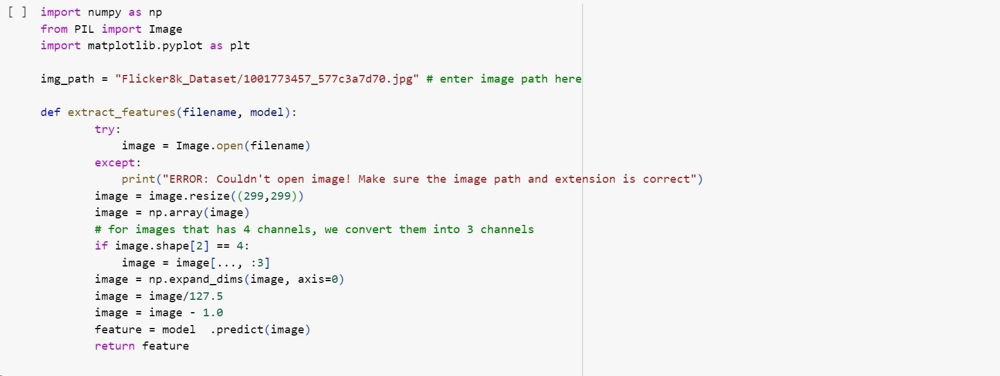 [ ] import numpy as np
from PIL import Image
import matplotlib.pyplot as plt
img_path = "Flicker8k_Dataset/1001773457_577c3a7d70.jpg" # enter image path here
def extract_features(filename, model):
try:
image = Image.open(filename)
except:
print("ERROR: Couldn't open image! Make sure the image path and extension is correct")
image = image.resize((299,299))
image = np.array(image)
# for images that has 4 channels, we convert them into 3 channels
if image.shape[2] == 4:
image = image[..., :3]
image = np.expand_dims(image, axis=0)
image = image/127.5
image = image - 1.0
feature = model  .predict(image)
return feature